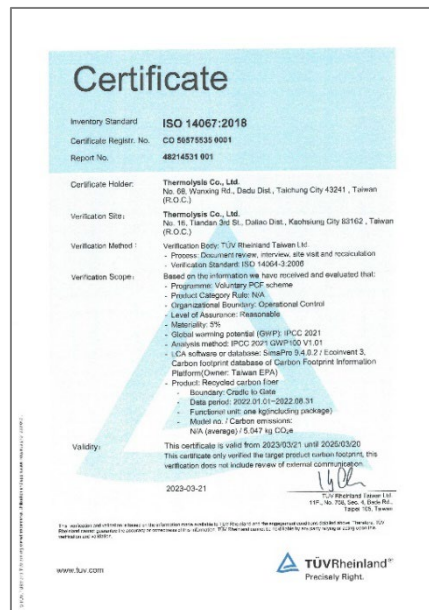 Certificate
Inventory Standard ISO 14067:2018
Certificate Registr. No. CO 50575535 0001
Report No. 48214531 001
Certificate Holder: Thermolysis Co., Ltd.
No. 68, Wanxing Rd., Dadu Dist., Taichung City 43241 , Taiwan
(R.O.C.)
Verification Site: Thermolysis Co., Ltd.
No. 16, Tiandan 3rd St., Daliao Dist., Kaohsiung City 83162 , Taiwan
(R.O.C.)
Verification Method : Verification Body: TÜV Rheinland Taiwan Ltd.
- Process: Document review, interview, site visit and recalculation
- Verification Standard: ISO 14064-3:2006
Verification Scope: Based on the information we have received and evaluated that:
- Programme: Voluntary PCF scheme
- Product Category Rule: N/A
- Organizational Boundary: Operational Control
- Level of Assurance: Reasonable
- Materiality: 5%
- Global warming potential (GWP): IPCC 2021
- Analysis method: IPCC 2021 GWP100 V1.01
- LCA software or database: SimaPro 9.4.0.2 / Ecoinvent 3,
Carbon footprint database of Carbon Footprint Information
Platform(Owner: Taiwan EPA)
- Product: Recycled carbon fiber
- Boundary: Cradle to Gate
- Data period: 2022.01.01~2022.08.31
- Functional unit: one kg(including package)
- Model no. / Carbon emissions:
N/A (average) / 5.047 kg CO₂e
Validity: This certificate is valid from 2023/03/21 until 2025/03/20
This certificate only verified the target product carbon footprint, this
verification does not include review of external communication.
2023-03-21
TÜV Rheinland Taiwan Ltd.
11F., No. 758, Sec. 4, Bade Rd.,
Taipei 105, Taiwan
www.tuv.com
TÜVRheinland®
Precisely Right.